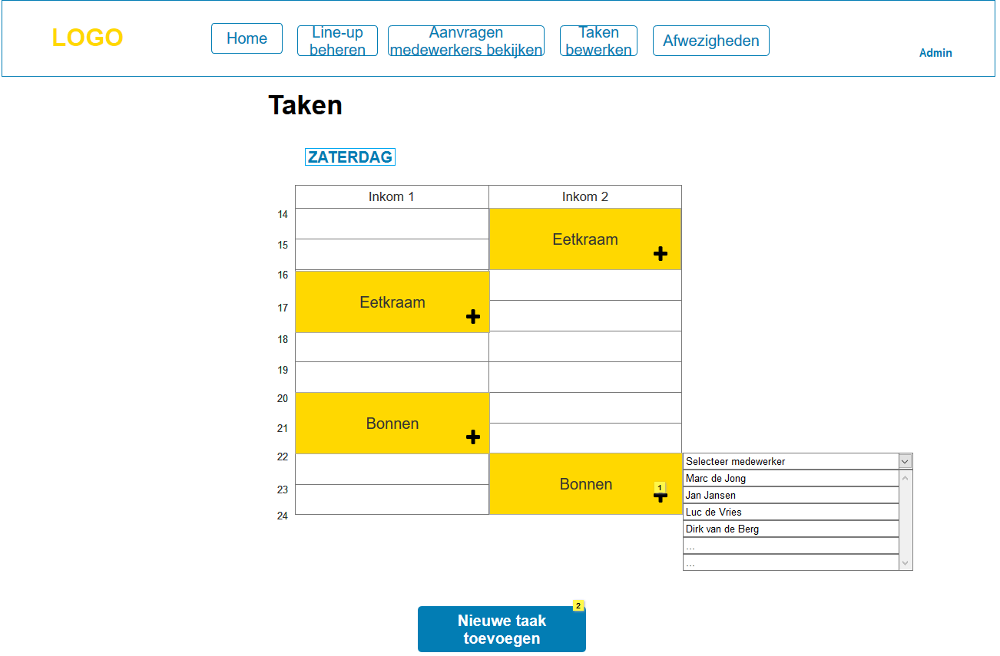 LOGO
Home
Line-up
beheren
Aanvragen
medewerkers bekijken
Taken
bewerken
Afwezigheden
Admin
Taken
ZATERDAG
Inkom 1
Inkom 2
14
Eetkraam
15
16
Eetkraam
17
18
19
20
Bonnen
21
22
Selecteer medewerker
Marc de Jong
Bonnen
1
23
Jan Jansen
Luc de Vries
24
Dirk van de Berg
...
...
2
Nieuwe taak
toevoegen